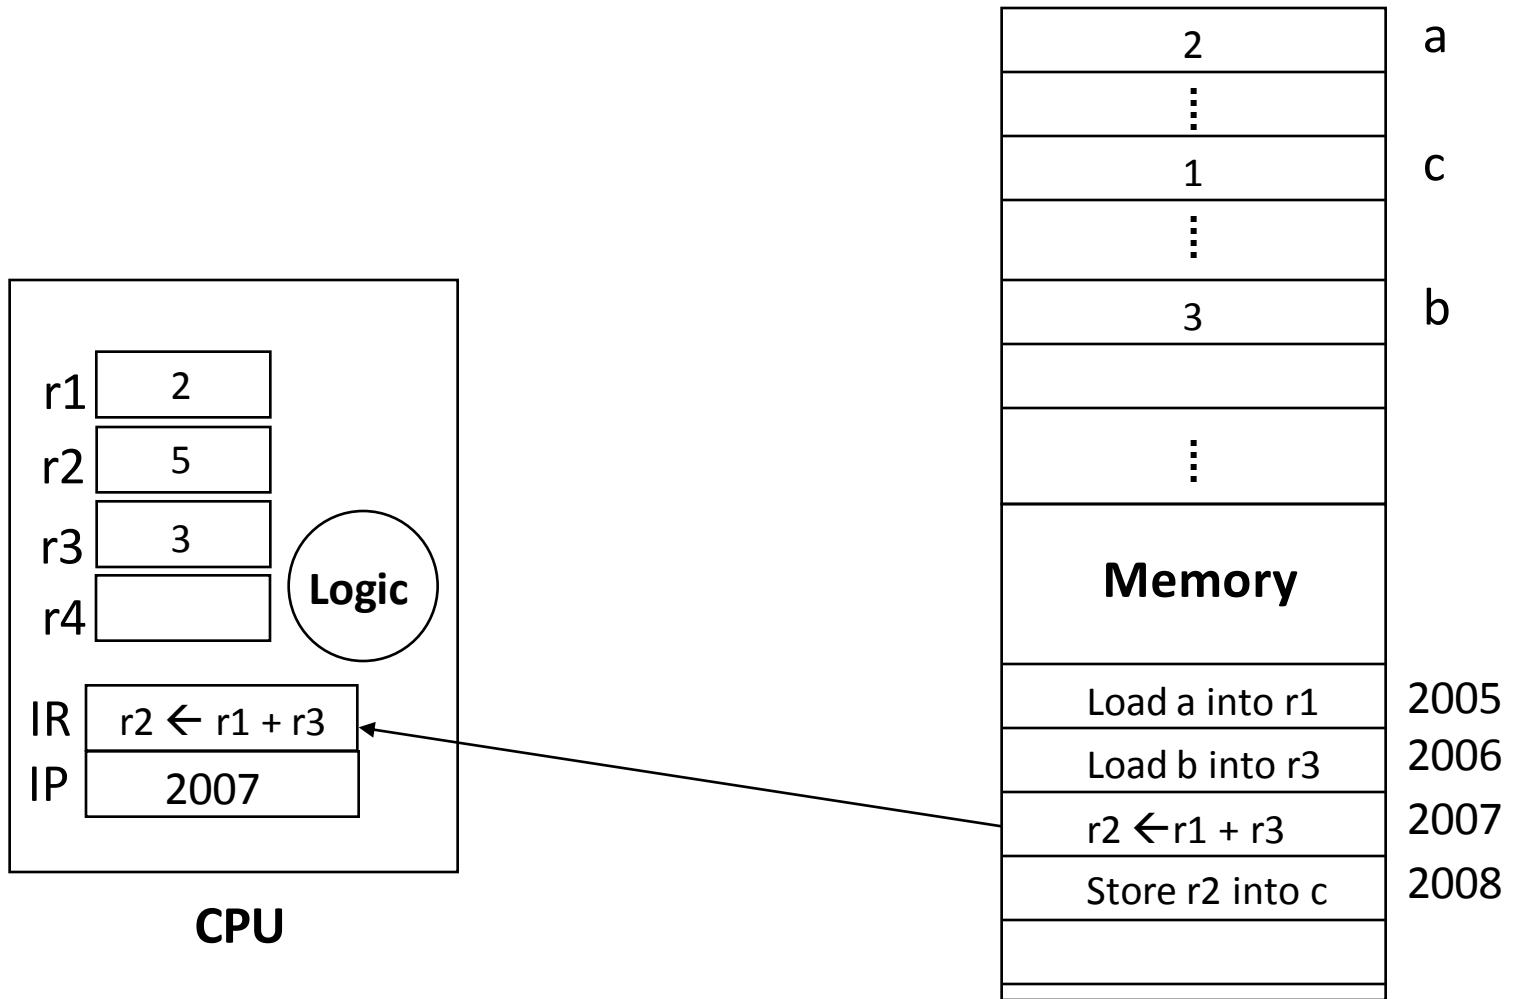 r1 2
r2 5
r3 3
r4
Logic
IR r2 ← r1 + r3
IP 2007
CPU
2 a
1 c
3 b
Memory
Load a into r1 2005
Load b into r3 2006
r2 ←r1 + r3 2007
Store r2 into c 2008